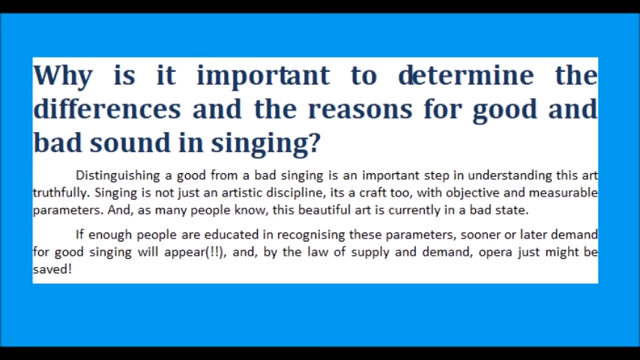 Why is it important to determine the
differences and the reasons for good and
bad sound in singing?
Distinguishing a good from a bad singing is an important step in understanding this art
truthfully. Singing is not just an artistic discipline, its a craft too, with objective and measurable
parameters. And, as many people know, this beautiful art is currently in a bad state.
If enough people are educated in recognising these parameters, sooner or later demand
for good singing will appear(!!), and, by the law of supply and demand, opera just might be
saved!